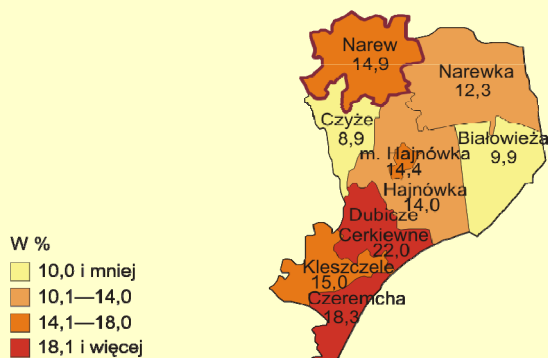 Narew
14,9
Narewka
12,3
Czyże
8,9
Białowieża
9,9
m. Hajnówka
14,4
Hajnówka
14,0
Dubicze
Cerkiewne
22,0
Kleszczele
15,0
Czeremcha
18,3
W %
10,0 i mniej
10,1—14,0
14,1—18,0
18,1 i więcej